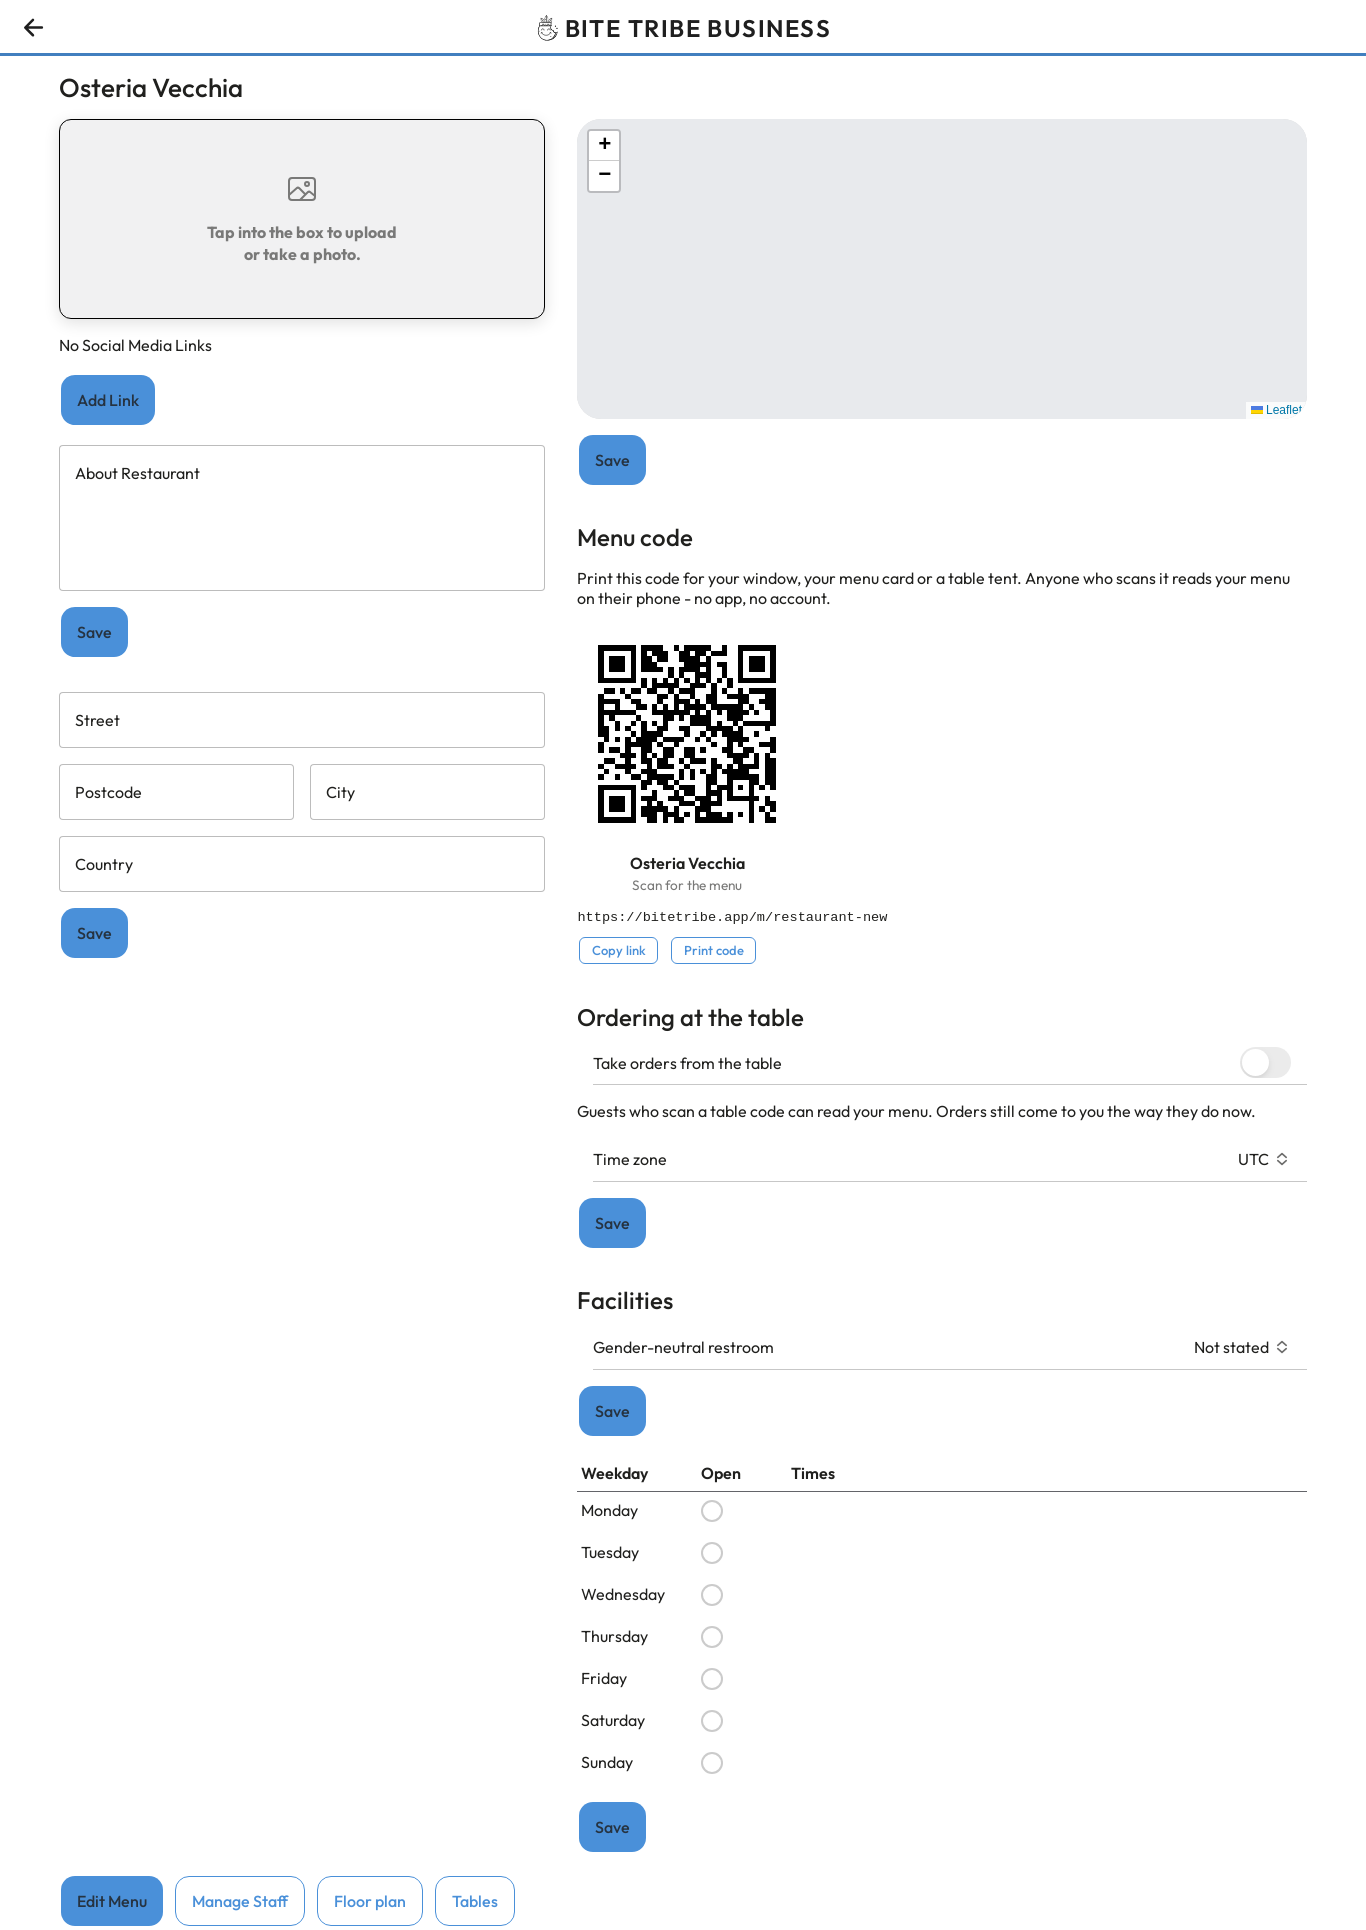 BITE TRIBE BUSINESS
Osteria Vecchia
Tap into the box to upload
or take a photo.
No Social Media Links
Add Link
About Restaurant
Save
Street
Postcode
City
Country
Save
+
−
Leaflet
Save
Menu code
Print this code for your window, your menu card or a table tent. Anyone who scans it reads your menu
on their phone - no app, no account.
Osteria Vecchia
Scan for the menu
https://bitetribe.app/m/restaurant-new
Copy link
Print code
Ordering at the table
Take orders from the table
Guests who scan a table code can read your menu. Orders still come to you the way they do now.
Time zone
UTC
Save
Facilities
Gender-neutral restroom
Not stated
Save
Weekday
Open
Times
Monday
Tuesday
Wednesday
Thursday
Friday
Saturday
Sunday
Save
Edit Menu
Manage Staff
Floor plan
Tables